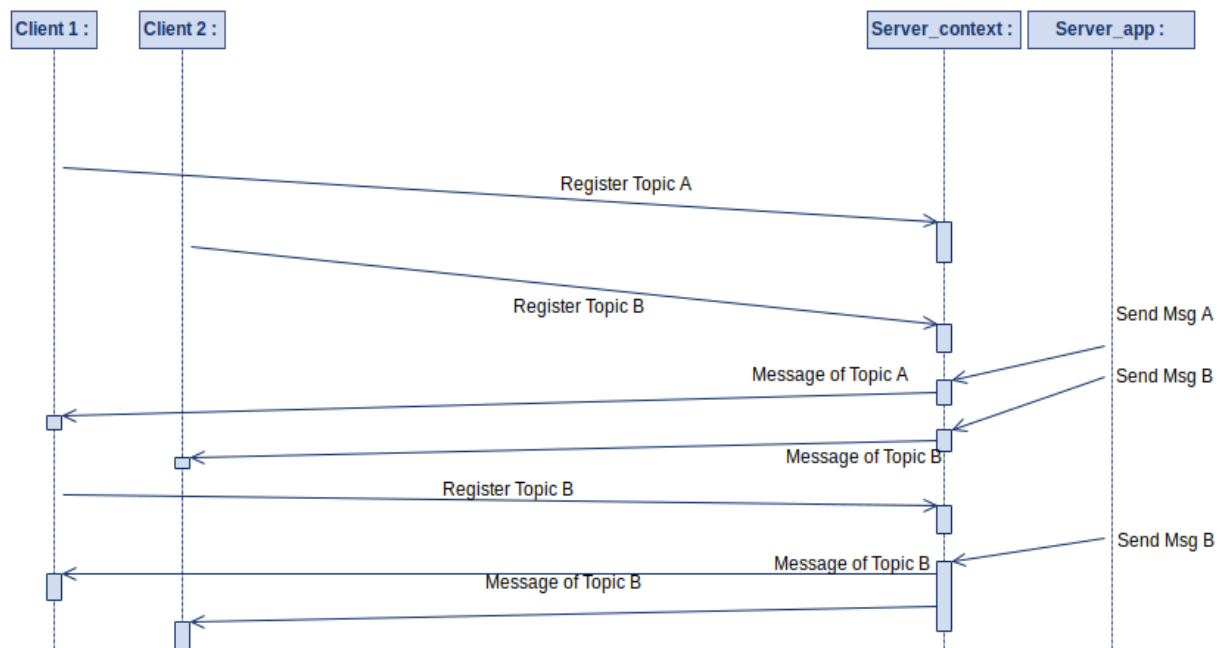 Client 1 :
Client 2 :
Server_context :
Server_app :
Register Topic A
Register Topic B
Send Msg A
Message of Topic A
Send Msg B
Message of Topic B
Register Topic B
Send Msg B
Message of Topic B
Message of Topic B